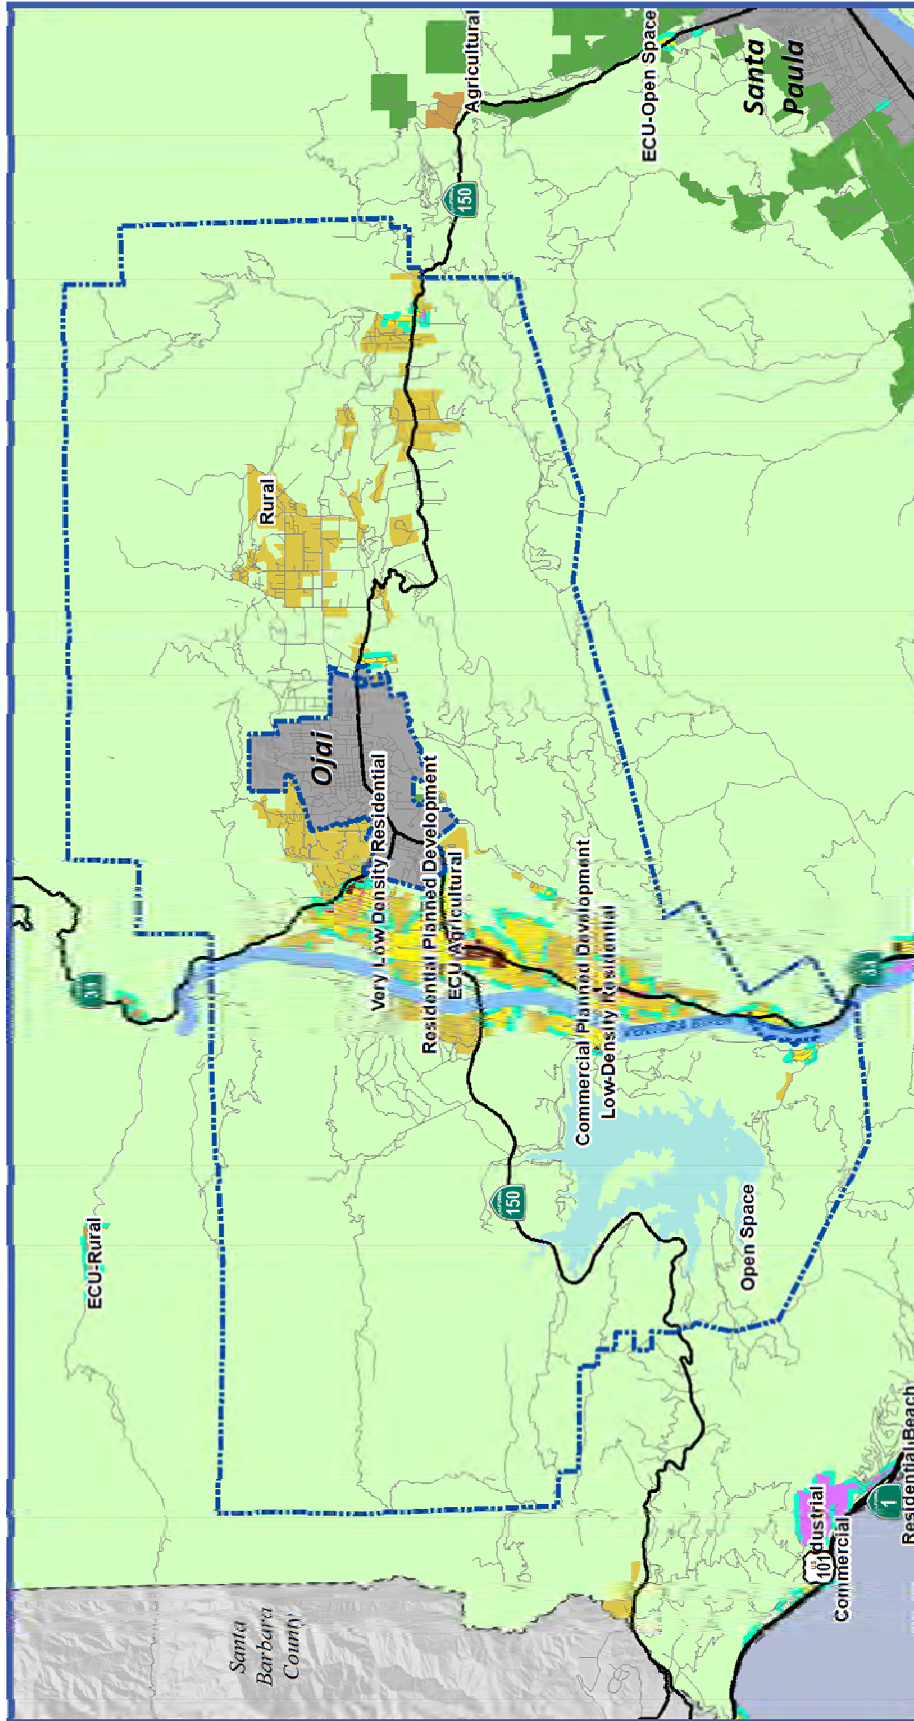 33
ECU-Rural
Santa
Barbara
County
Rural
Ojai
Very Low Density Residential
Residential Planned Development
ECU-Agricultural
150
Agricultural
150
Commercial Planned Development
Low-Density Residential
ECU-Open Space
Open Space
Santa
Paula
Industrial
101
Commercial
33
1
Residential Beach